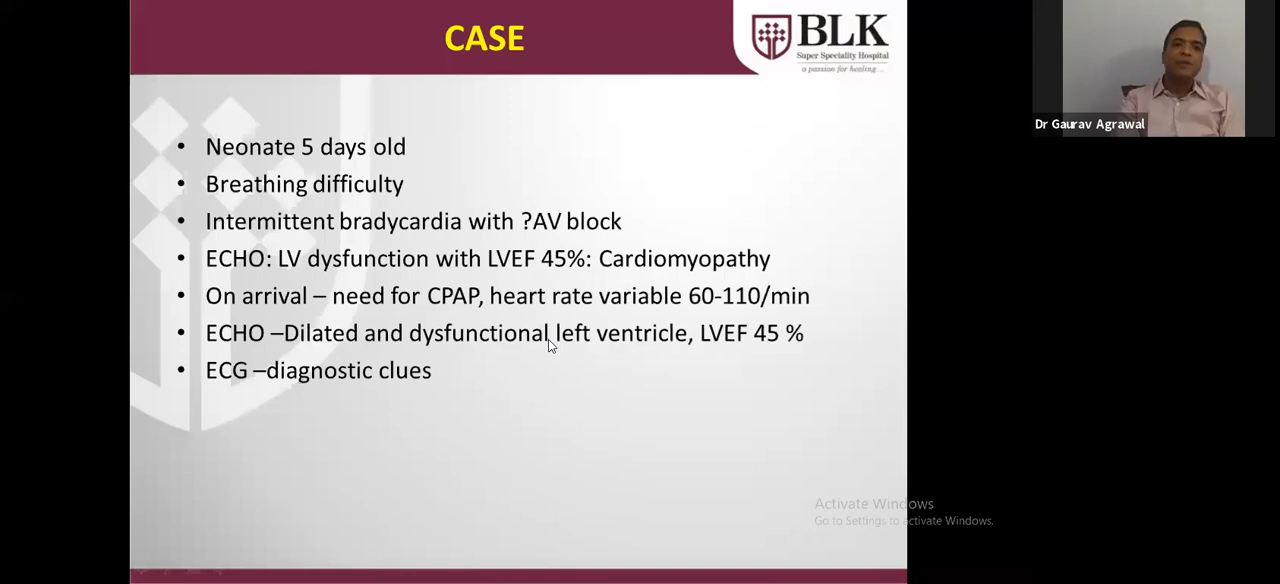 CASE
BLK
Super Speciality Hospital
a passion for healing...
Dr Gaurav Agrawal
• Neonate 5 days old
• Breathing difficulty
• Intermittent bradycardia with ?AV block
• ECHO: LV dysfunction with LVEF 45%: Cardiomyopathy
• On arrival – need for CPAP, heart rate variable 60-110/min
• ECHO –Dilated and dysfunctional left ventricle, LVEF 45 %
• ECG –diagnostic clues
Activate Windows
Go to Settings to activate Windows.